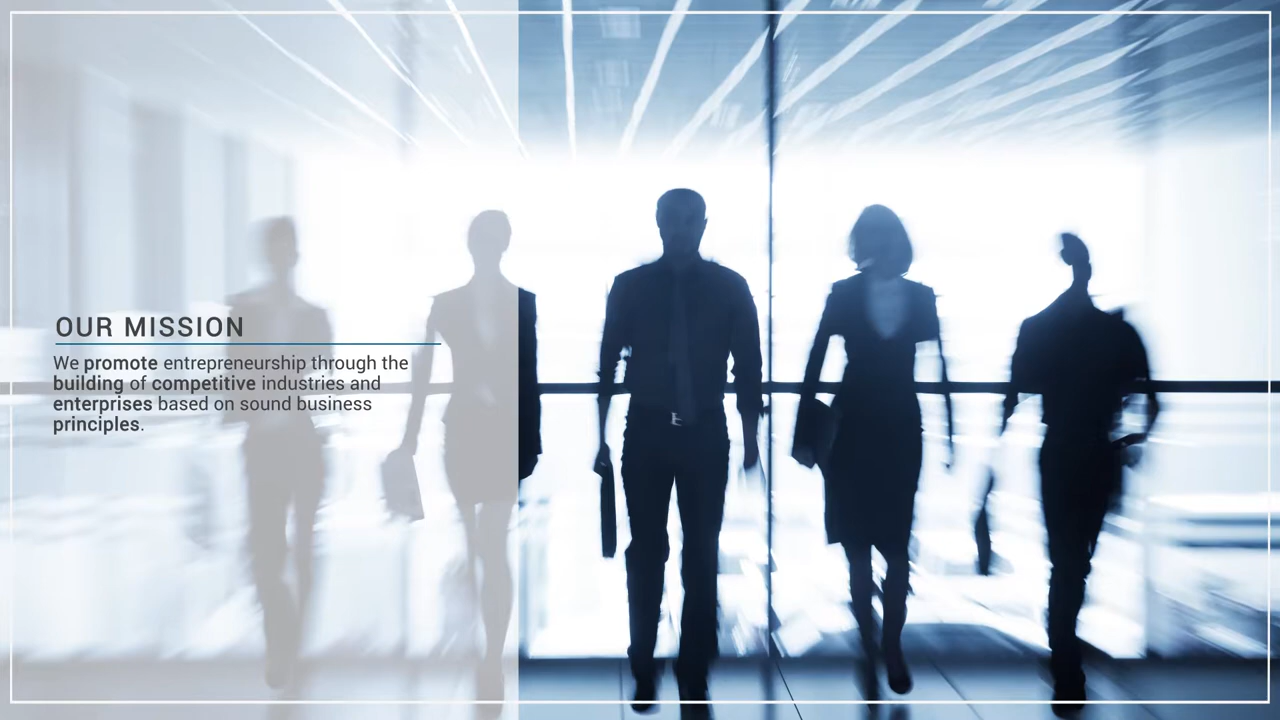 OUR MISSION
We promote entrepreneurship through the
building of competitive industries and
enterprises based on sound business
principles.